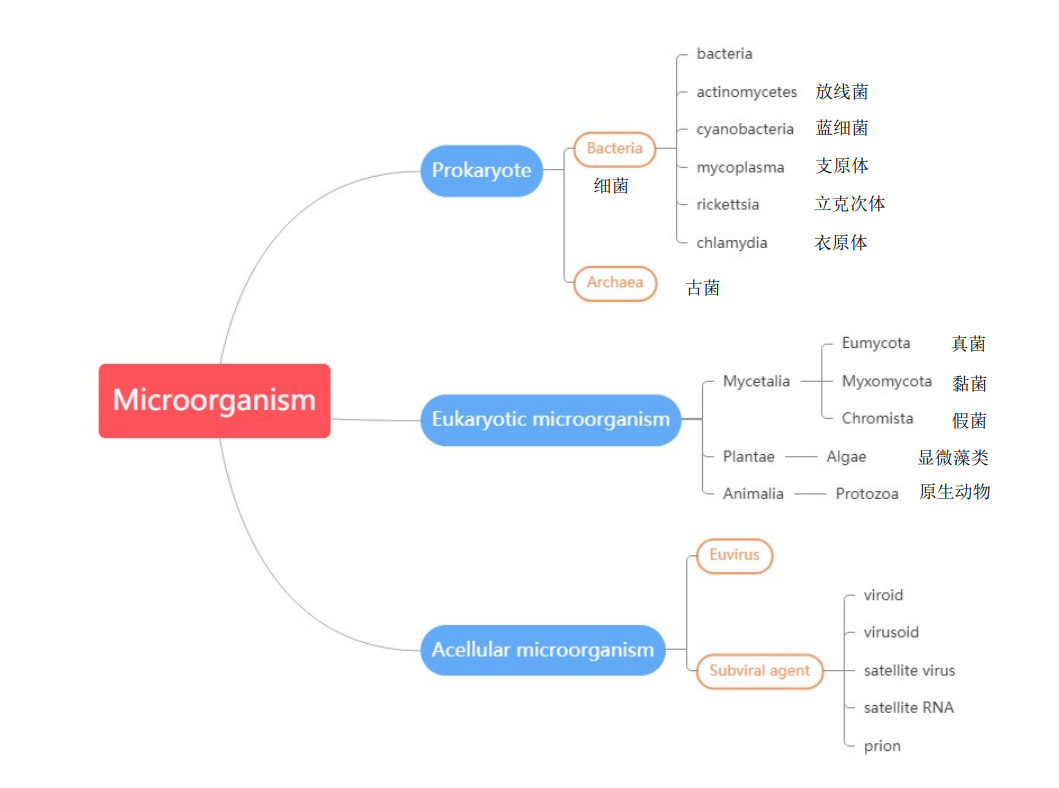 bacteria
actinomycetes 放线菌
cyanobacteria 蓝细菌
Bacteria
mycoplasma 支原体
Prokaryote
细菌
rickettsia 立克次体
chlamydia 衣原体
Archaea 古菌
Eumycota 真菌
Mycetalia Myxomycota 黏菌
Microorganism
Eukaryotic microorganism
Chromista 假菌
Plantae Algae 显微藻类
Animalia Protozoa 原生动物
Euvirus
viroid
virusoid
Acellular microorganism
Subviral agent satellite virus
satellite RNA
prion